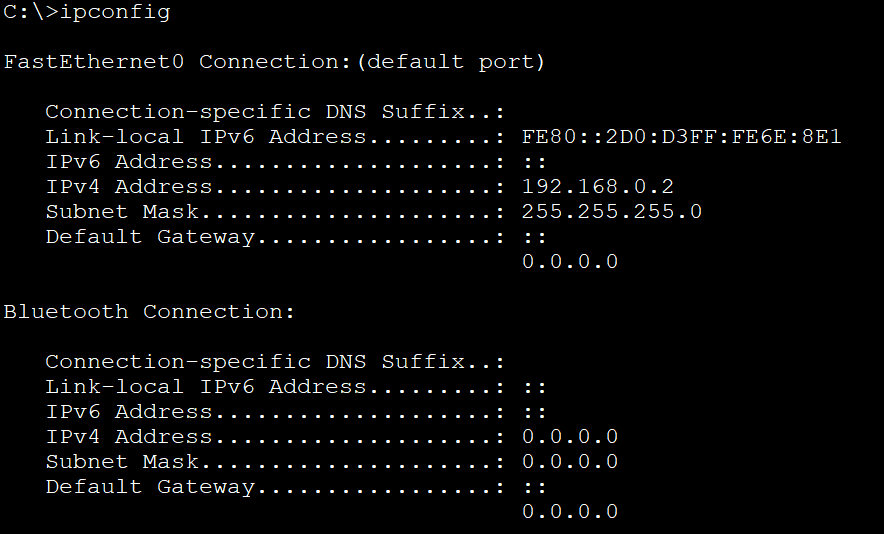 C:\>ipconfig
FastEthernet0 Connection:(default port)
Connection-specific DNS Suffix..:
Link-local IPv6 Address.........: FE80::2D0:D3FF:FE6E:8E1
IPv6 Address....................: ::
IPv4 Address....................: 192.168.0.2
Subnet Mask.....................: 255.255.255.0
Default Gateway.................: ::
0.0.0.0
Bluetooth Connection:
Connection-specific DNS Suffix..:
Link-local IPv6 Address.........: ::
IPv6 Address....................: ::
IPv4 Address....................: 0.0.0.0
Subnet Mask.....................: 0.0.0.0
Default Gateway.................: ::
0.0.0.0